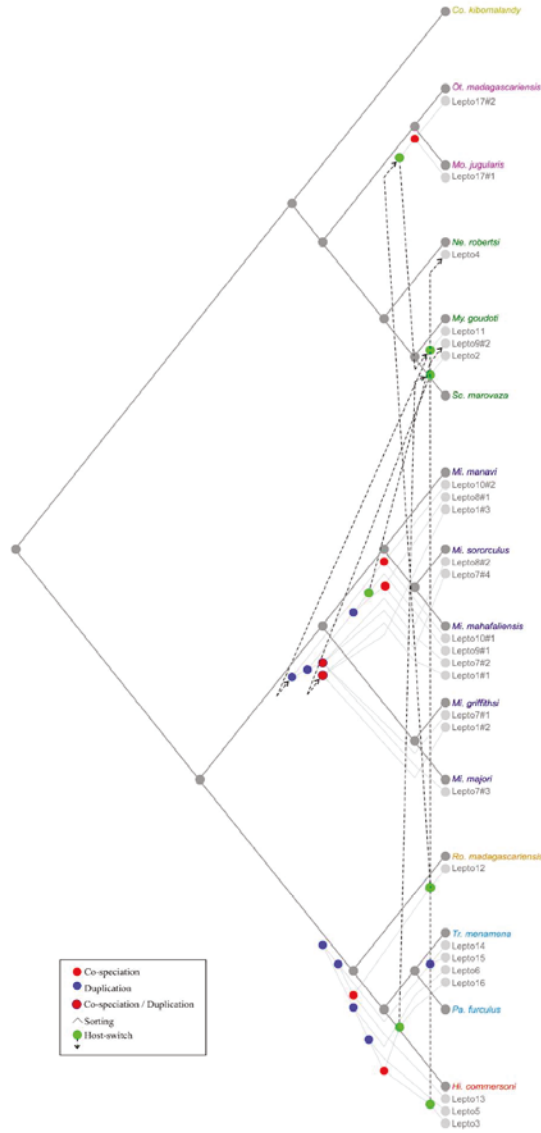 Co. kibomalandy
Ot. madagascariensis
Lepto17#2
Mo. jugularis
Lepto17#1
Ne. robertsi
Lepto4
My. goudoti
Lepto11
Lepto9#2
Lepto2
Sc. marovaza
Mi. manavi
Lepto10#2
Lepto8#1
Lepto1#3
Mi. sororculus
Lepto8#2
Lepto7#4
Mi. mahafaliensis
Lepto10#1
Lepto9#1
Lepto7#2
Lepto1#1
Mi. griffithsi
Lepto7#1
Lepto1#2
Mi. majori
Lepto7#3
Ro. madagascariensis
Lepto12
Tr. menamena
Lepto14
Lepto15
Lepto6
Lepto16
Pa. furculus
Hi. commersoni
Lepto13
Lepto5
Lepto3
Co-speciation
Duplication
Co-speciation / Duplication
Sorting
Host-switch